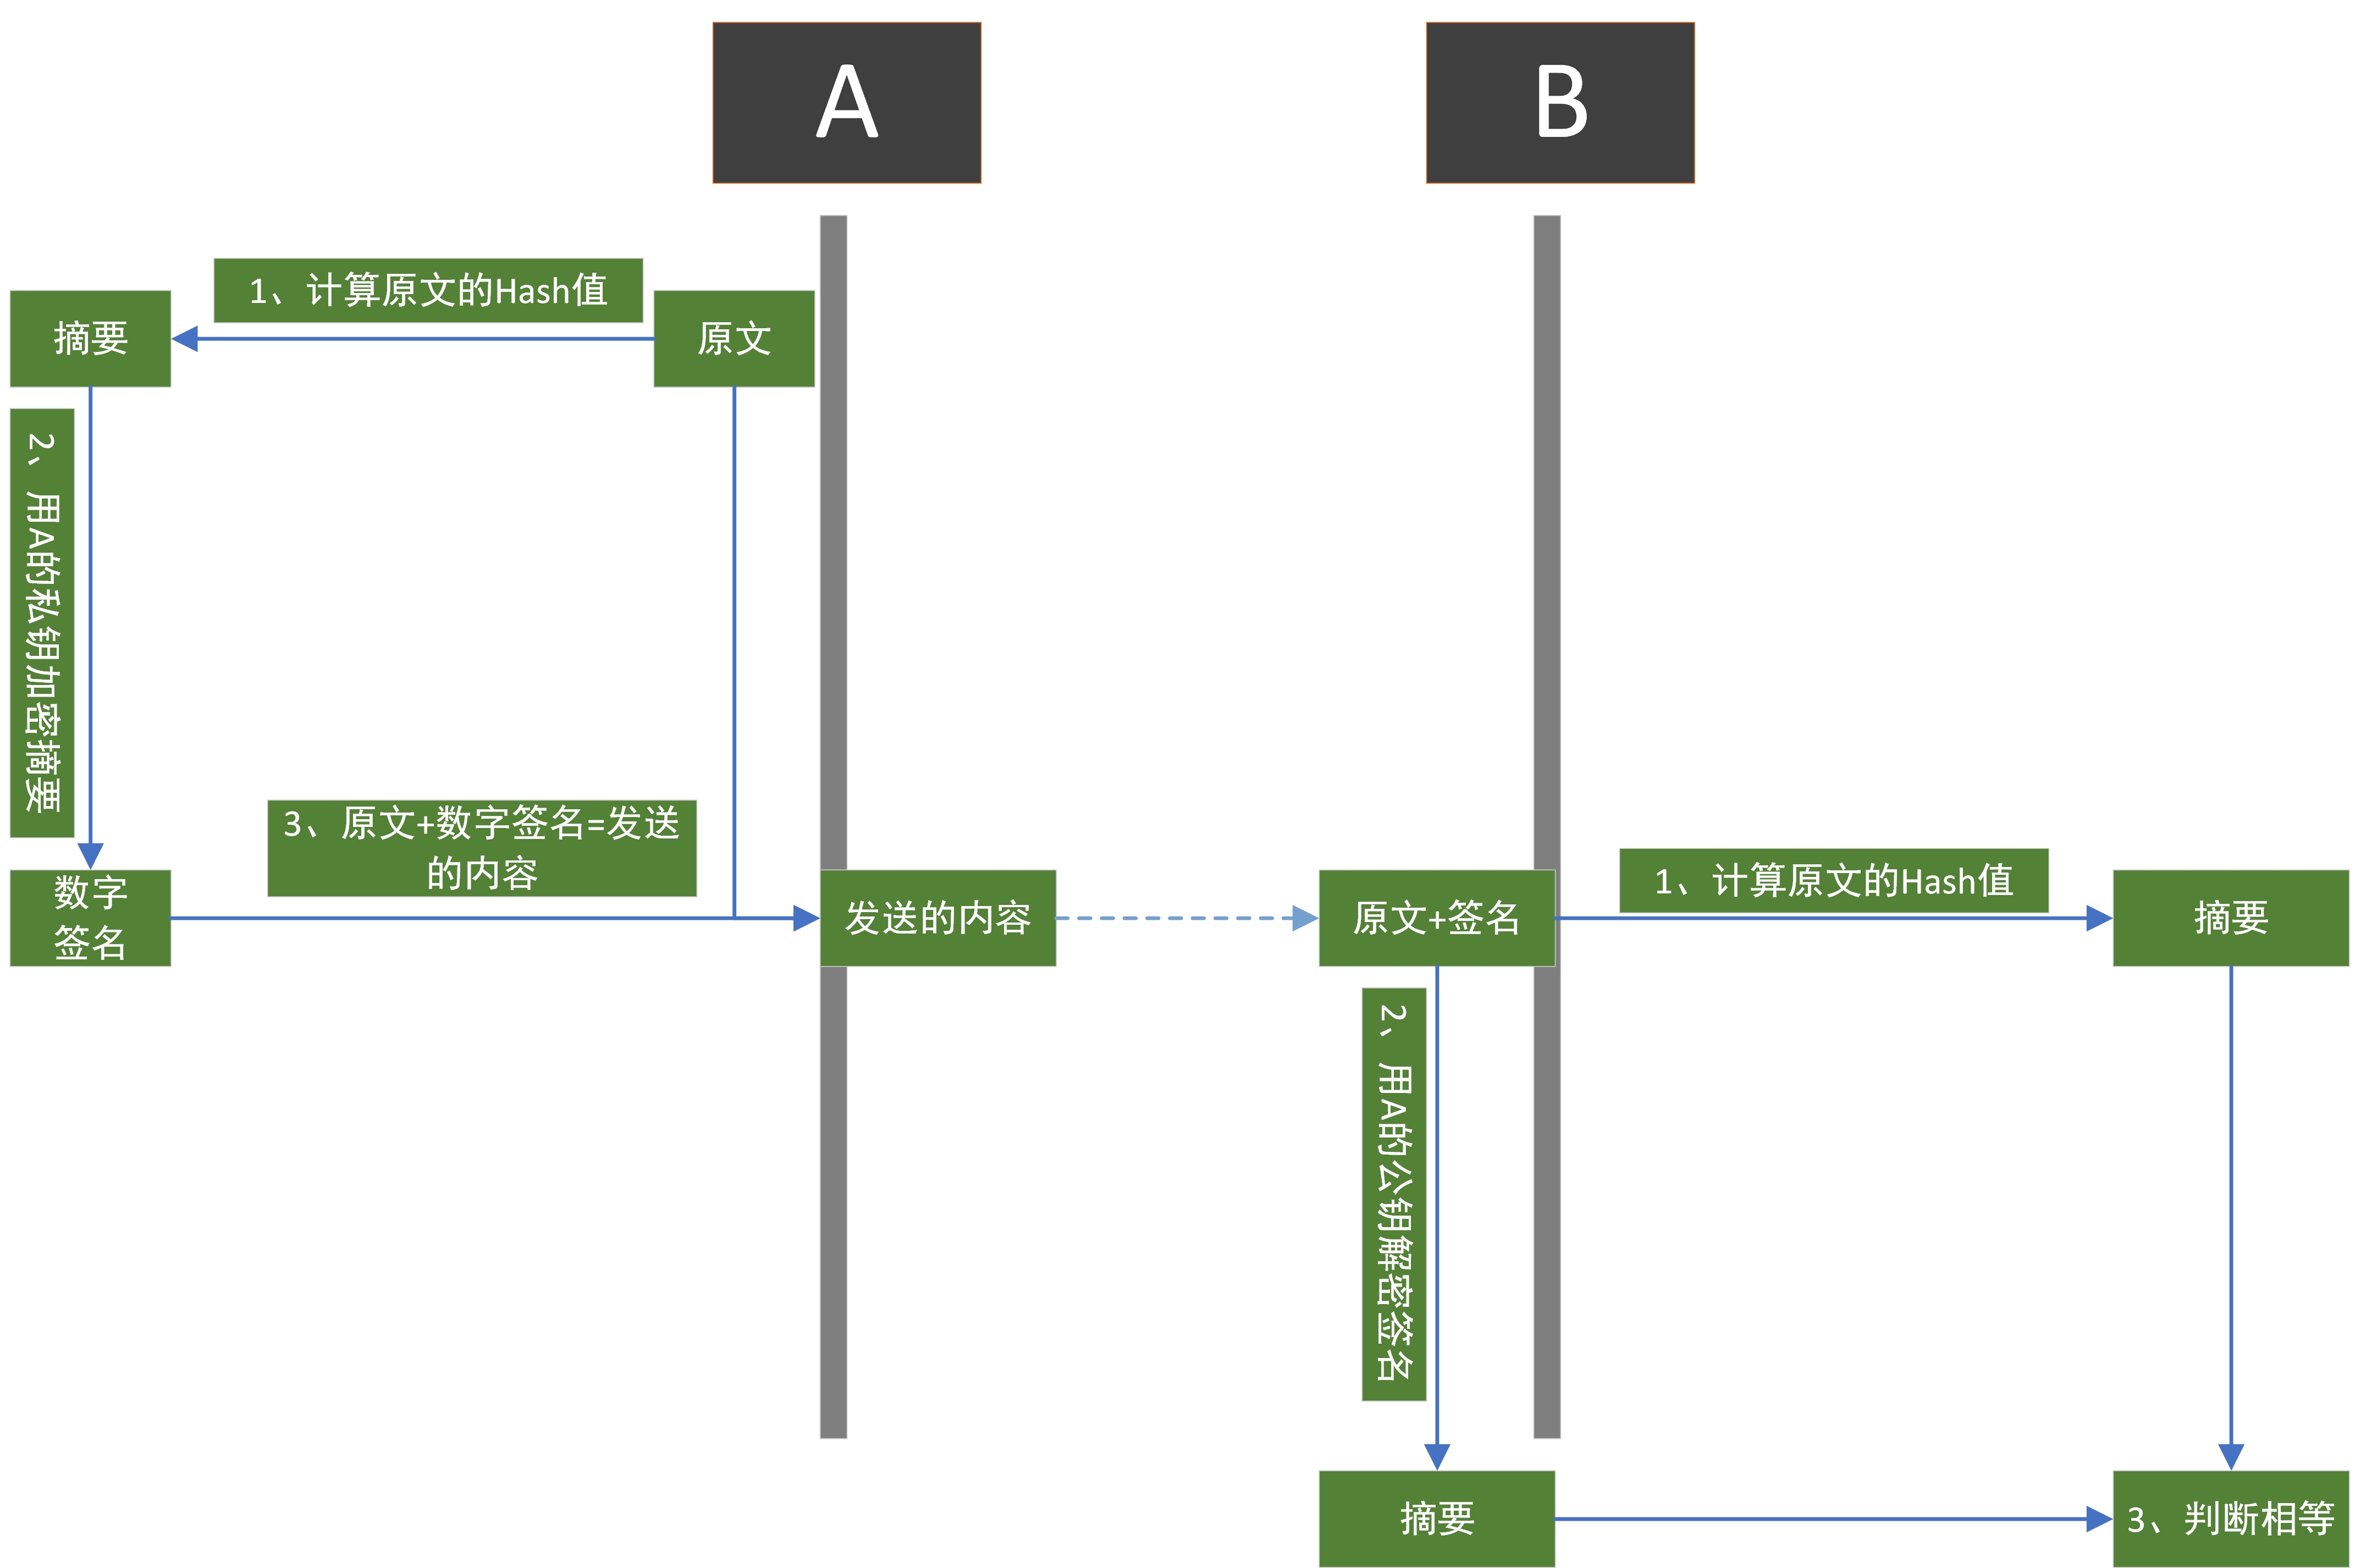 A
B
1、计算原文的Hash值
摘要
原文
2、用A的私钥加密摘要
3、原文+数字签名=发送
的内容
数字
签名
发送的内容
原文+签名
1、计算原文的Hash值
摘要
2、用A的公钥解密签名
摘要
3、判断相等